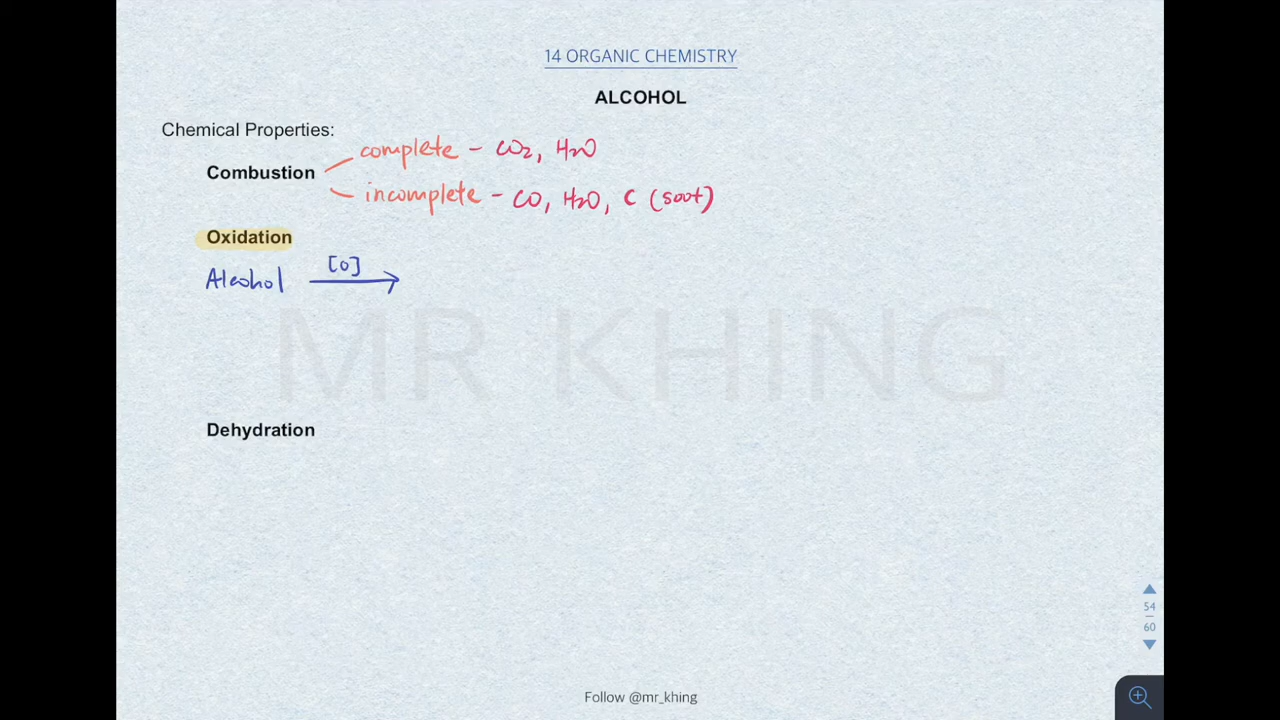 14 ORGANIC CHEMISTRY
ALCOHOL
Chemical Properties:
complete - CO2, H2O
Combustion
incomplete - CO, H2O, C (soot)
Oxidation
Alcohol [O] →
MR KHING
Dehydration
54
60
Follow @mr_khing